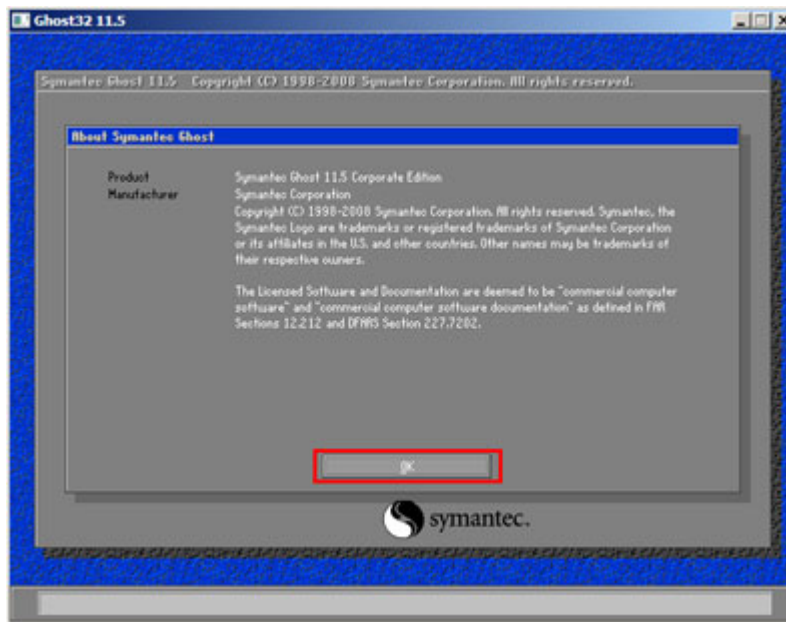 Ghost32 11.5
Symantec Ghost 11.5 Copyright (C) 1998-2008 Symantec Corporation. All rights reserved.
About Symantec Ghost
Product Symantec Ghost 11.5 Corporate Edition
Manufacturer Symantec Corporation
Copyright (C) 1998-2008 Symantec Corporation. All rights reserved. Symantec, the
Symantec Logo are trademarks or registered trademarks of Symantec Corporation
or its affiliates in the U.S. and other countries. Other names may be trademarks of
their respective owners.
The Licensed Software and Documentation are deemed to be "commercial computer
software" and "commercial computer software documentation" as defined in FAR
Sections 12.212 and DFARS Section 227.7202.
OK
symantec.